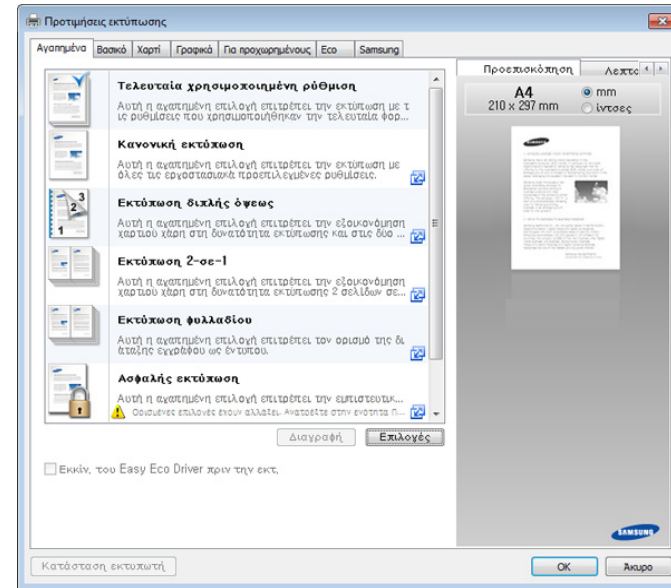 Προτιμήσεις εκτύπωσης
Αγαπημένα Βασικό Χαρτί Γραφικά Για προχωρημένους Eco Samsung
Τελευταία χρησιμοποιημένη ρύθμιση
Αυτή η αγαπημένη επιλογή επιτρέπει την εκτύπωση με τ
ις ρυθμίσεις που χρησιμοποιήθηκαν την τελευταία φορ...
Κανονική εκτύπωση
Αυτή η αγαπημένη επιλογή επιτρέπει την εκτύπωση με
όλες τις εργοστασιακά προεπιλεγμένες ρυθμίσεις.
Εκτύπωση διπλής όψεως
Αυτή η αγαπημένη επιλογή επιτρέπει την εξοικονόμηση
χαρτιού χάρη στη δυνατότητα εκτύπωσης και στις δύο ...
Εκτύπωση 2-σε-1
Αυτή η αγαπημένη επιλογή επιτρέπει την εξοικονόμηση
χαρτιού χάρη στη δυνατότητα εκτύπωσης 2 σελίδων σε...
Εκτύπωση φυλλαδίου
Αυτή η αγαπημένη επιλογή επιτρέπει τον ορισμό της δι
άταξης εγγράφου ως έντυπου.
Ασφαλής εκτύπωση
Αυτή η αγαπημένη επιλογή επιτρέπει την εμπιστευτικ...
Ορισμένες επιλογές έχουν αλλάξει. Ανατρέξτε στην ενότητα Π...
Διαγραφή Επιλογές
Εκκίν. του Easy Eco Driver πριν την εκτ.
Κατάσταση εκτυπωτή
Προεπισκόπηση Λεπτο
A4
210 x 297 mm
mm
ίντσες
SAMSUNG
OK Άκυρο